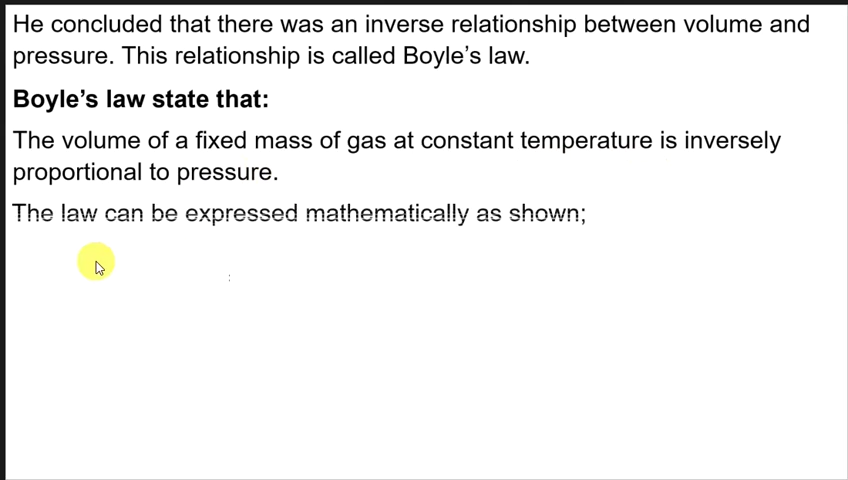 He concluded that there was an inverse relationship between volume and
pressure. This relationship is called Boyle’s law.
Boyle’s law state that:
The volume of a fixed mass of gas at constant temperature is inversely
proportional to pressure.
The law can be expressed mathematically as shown;